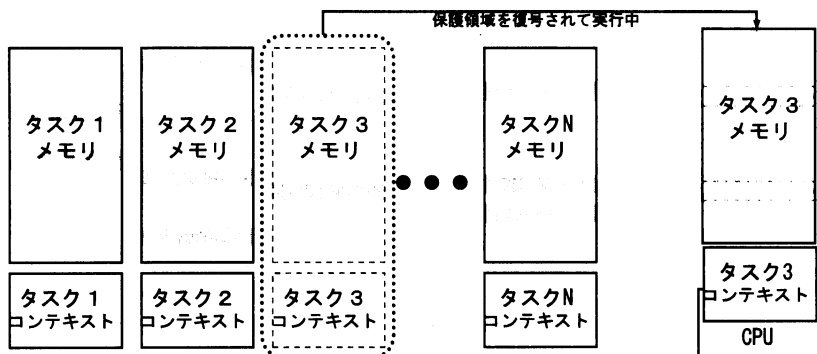 保護領域を復号されて実行中
タスク1
メモリ
タスク2
メモリ
タスク3
メモリ
タスクN
メモリ
タスク3
メモリ
タスク1
コンテキスト
タスク2
コンテキスト
タスク3
コンテキスト
タスクN
コンテキスト
タスク3
コンテキスト
CPU